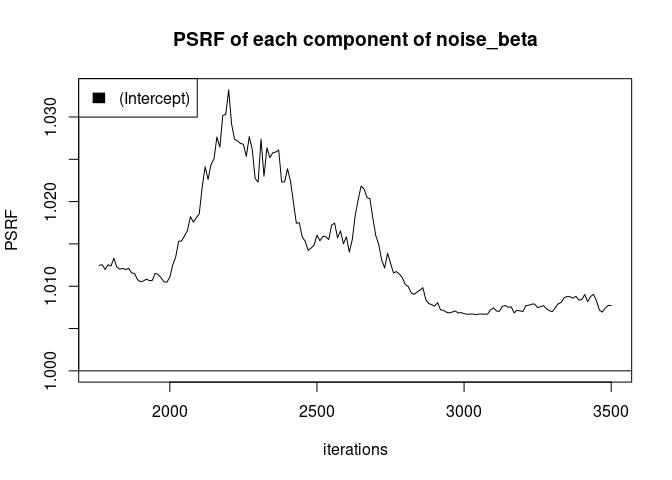 PSRF of each component of noise_beta
(Intercept)
PSRF
1.030
1.020
1.010
1.000
2000 2500 3000 3500
iterations